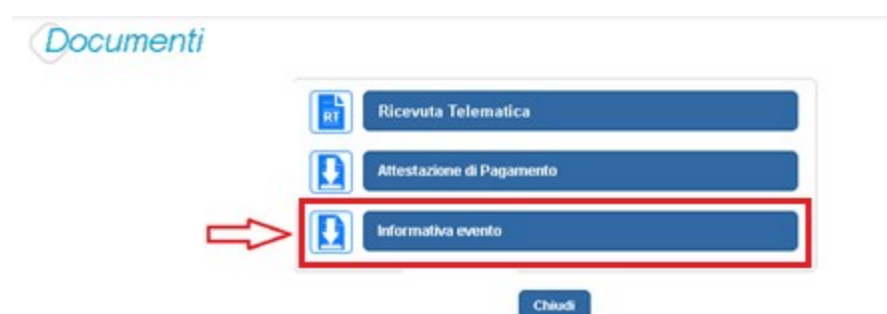 Documenti
RT
Ricevuta Telematica
Attestazione di Pagamento
Informativa evento
Chiudi